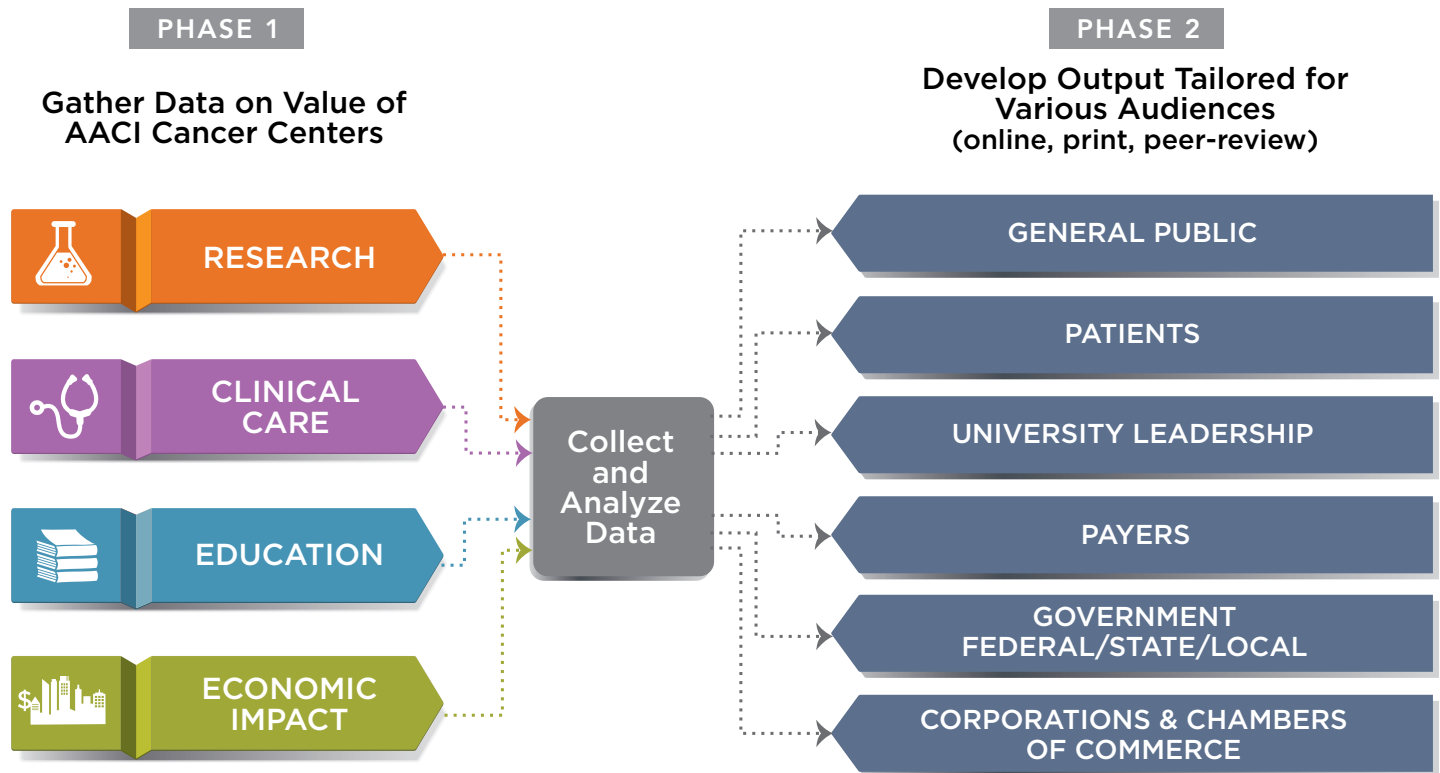 PHASE 1
Gather Data on Value of
AACI Cancer Centers
RESEARCH
CLINICAL
CARE
EDUCATION
$
ECONOMIC
IMPACT
Collect
and
Analyze
Data
PHASE 2
Develop Output Tailored for
Various Audiences
(online, print, peer-review)
GENERAL PUBLIC
PATIENTS
UNIVERSITY LEADERSHIP
PAYERS
GOVERNMENT
FEDERAL/STATE/LOCAL
CORPORATIONS & CHAMBERS
OF COMMERCE